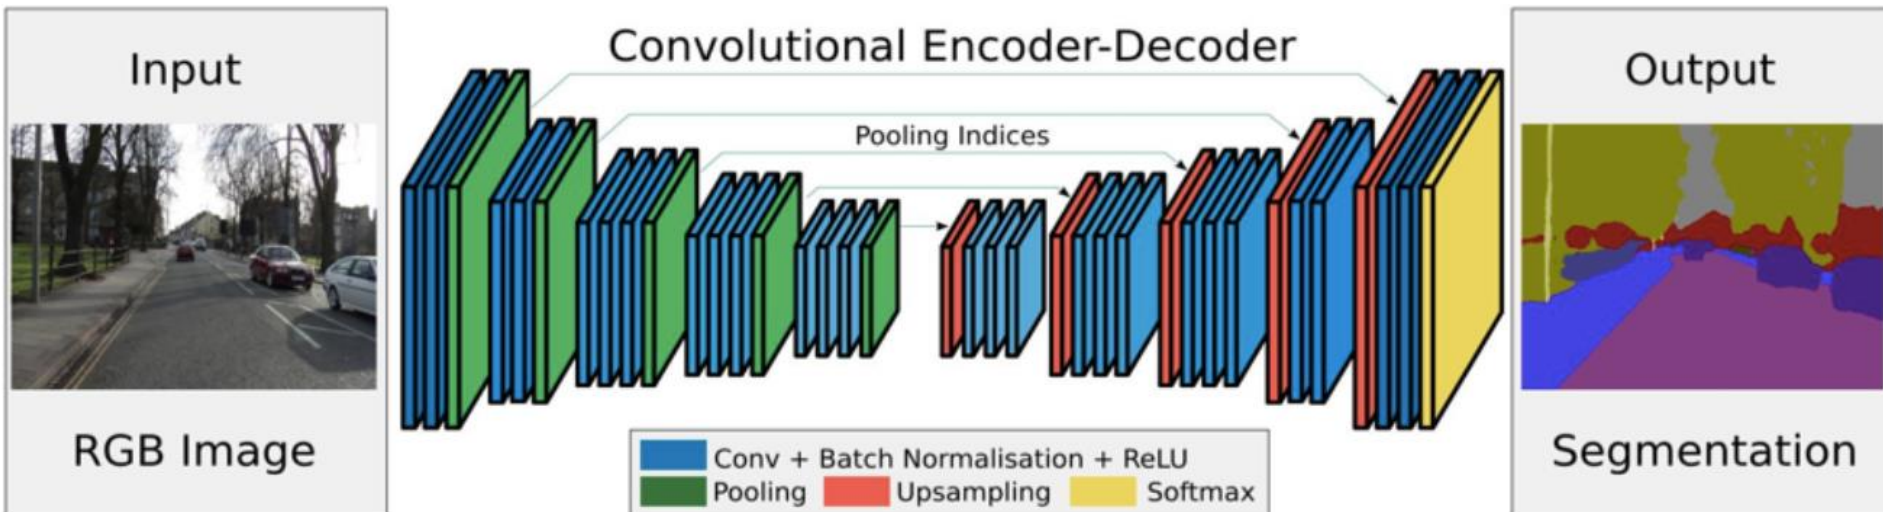 Input
RGB Image
Convolutional Encoder-Decoder
Pooling Indices
Conv + Batch Normalisation + ReLU
Pooling Upsampling Softmax
Output
Segmentation